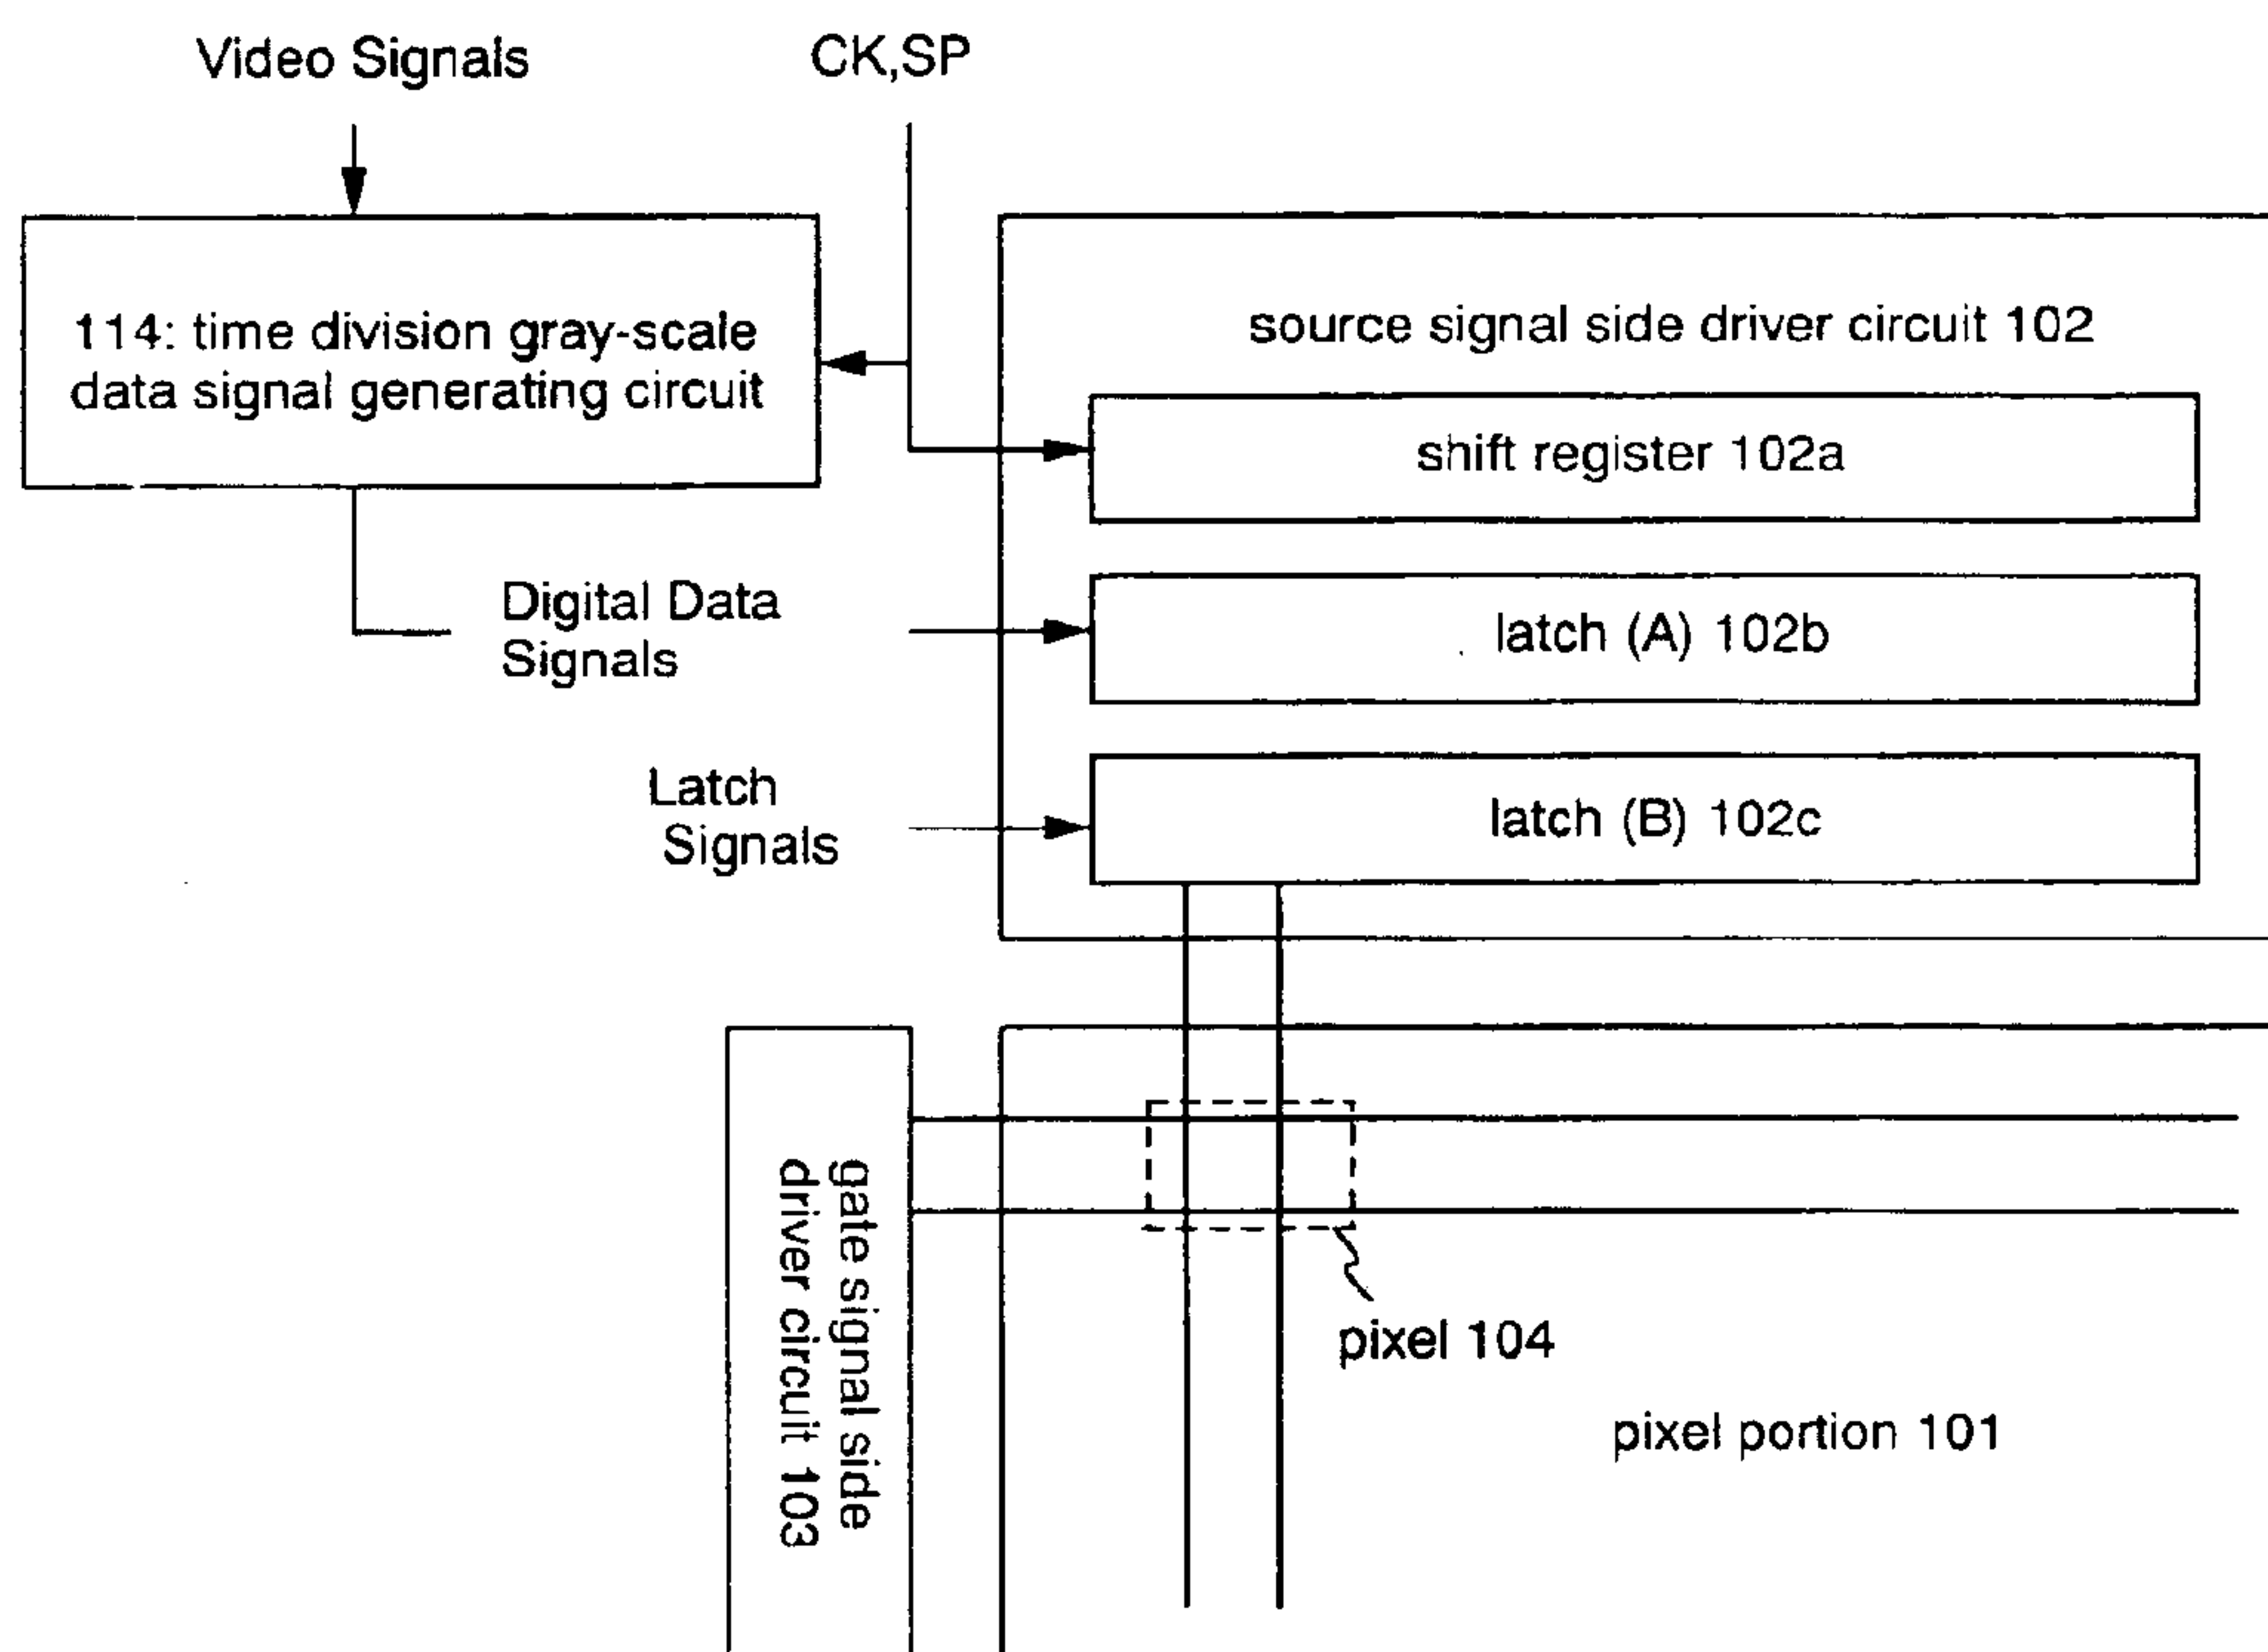 Video Signals
CK,SP
114: time division gray-scale
data signal generating circuit
source signal side driver circuit 102
shift register 102a
Digital Data
Signals
latch (A) 102b
Latch
Signals
latch (B) 102c
gate signal side
driver circuit 103
pixel 104
pixel portion 101